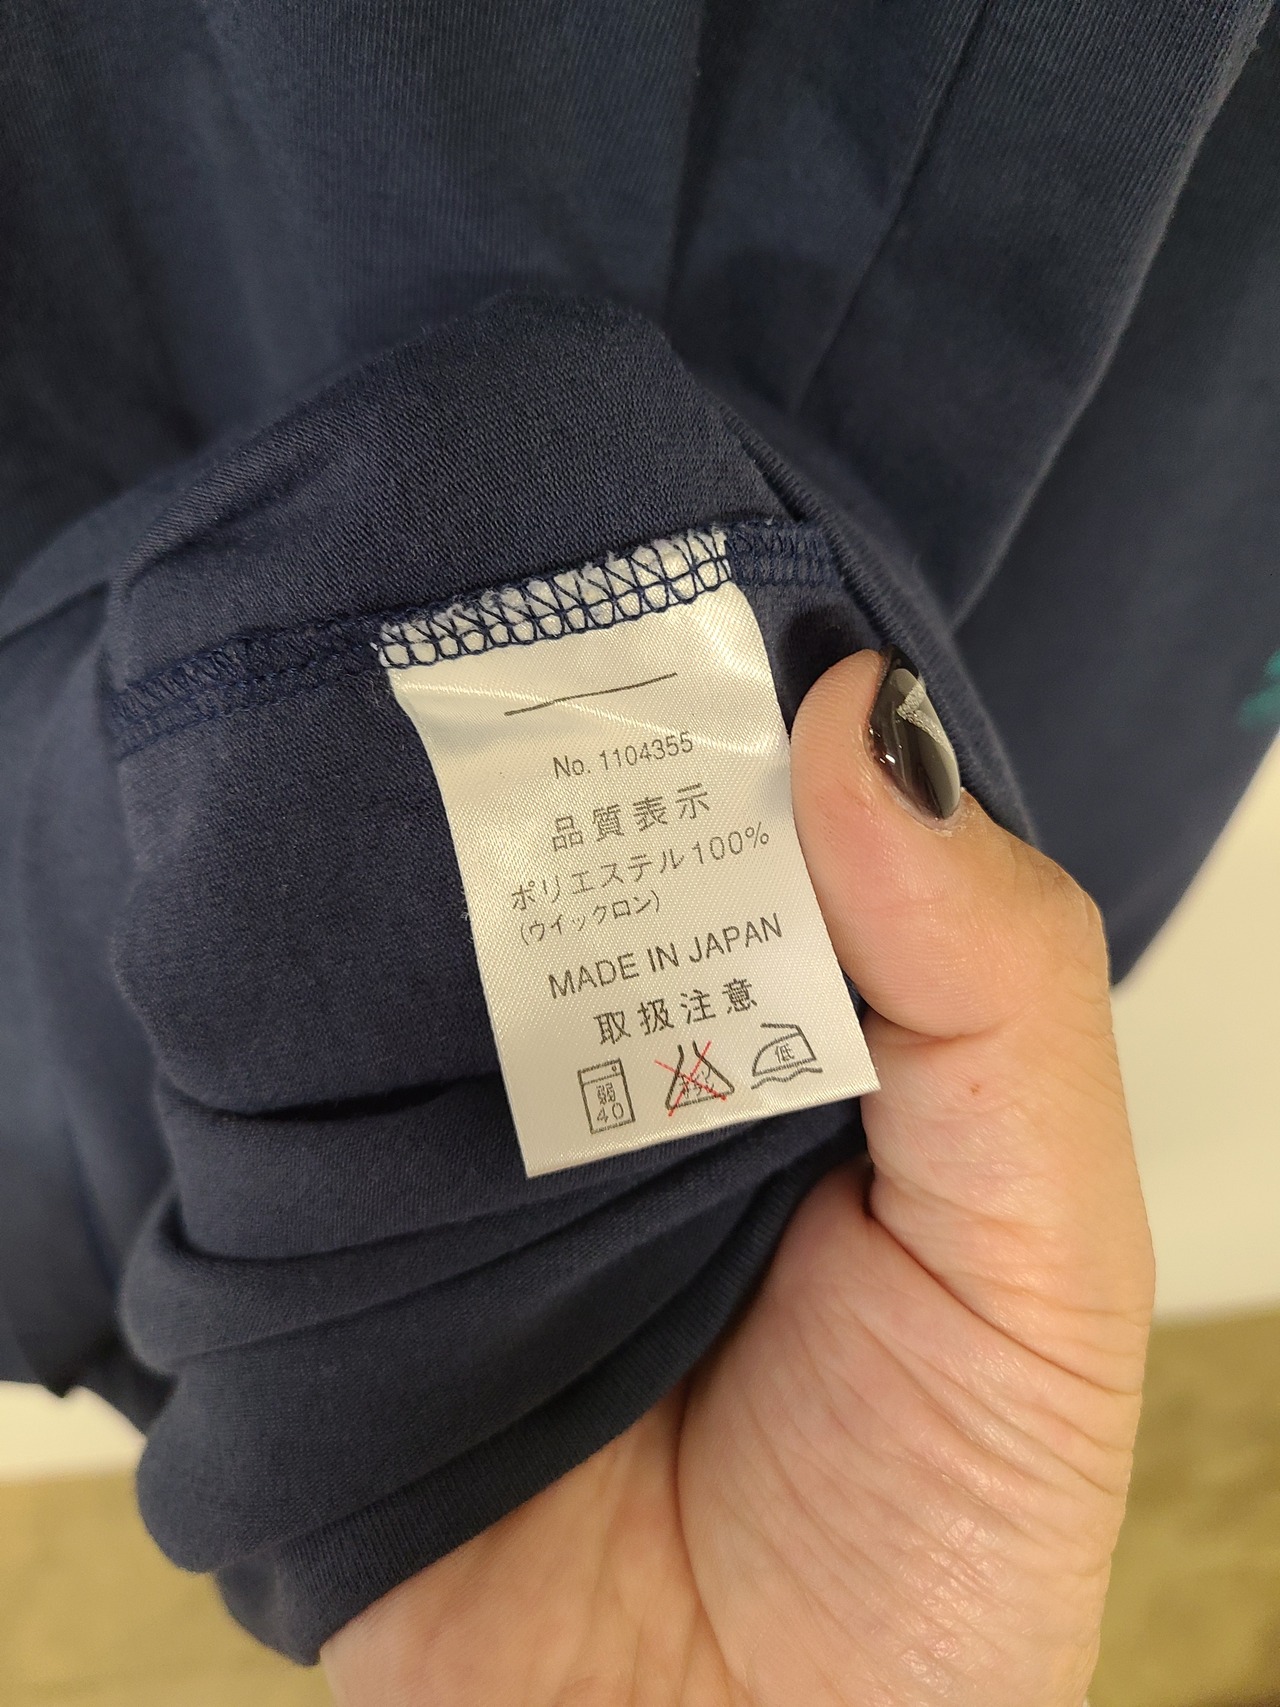 No. 1104355
品質表示
ポリエステル100%
(ウイックロン)
MADE IN JAPAN
取扱注意
弱
40
低